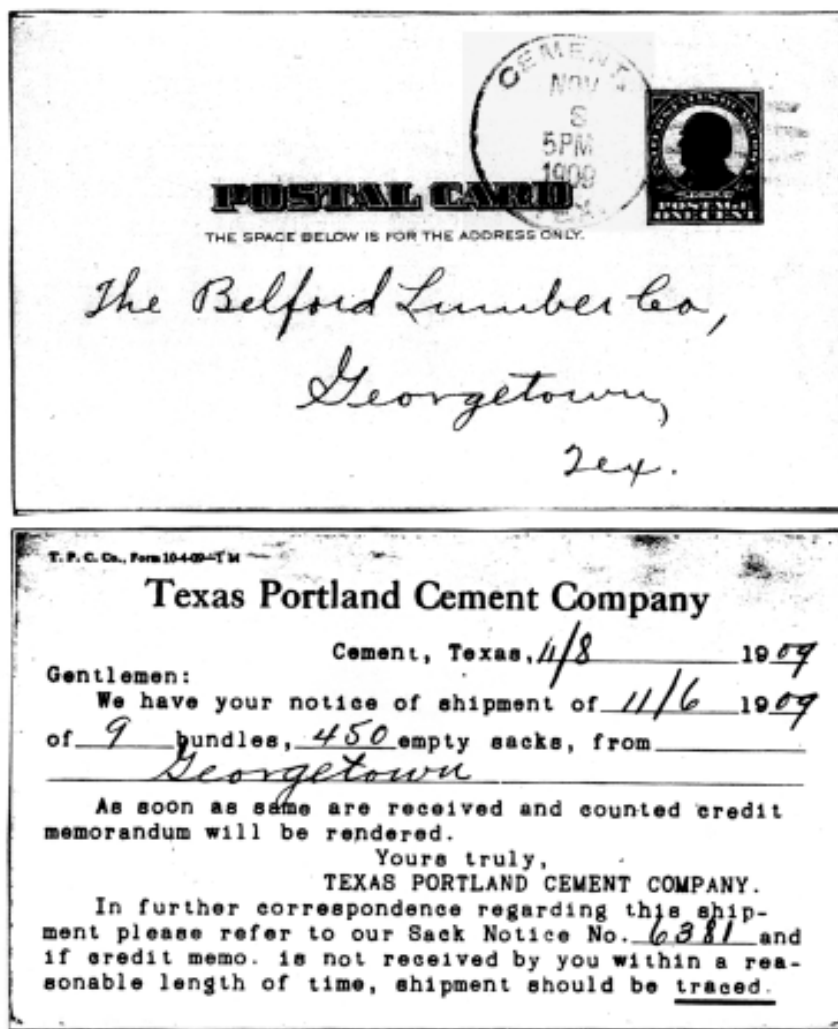 CEMENT,
NOV
8
5PM
1909
TEX.
POSTAL CARD
THE SPACE BELOW IS FOR THE ADDRESS ONLY.
POSTAGE
ONE CENT
The Belford Lumber Co,
Georgetown,
Tex.
T. P. C. Co., Form 10-4-09—1 M
Texas Portland Cement Company
Cement, Texas, 11/8 1909
Gentlemen:
We have your notice of shipment of 11/6 1909
of 9 bundles, 450 empty sacks, from
Georgetown
As soon as same are received and counted credit
memorandum will be rendered.
Yours truly,
TEXAS PORTLAND CEMENT COMPANY.
In further correspondence regarding this ship-
ment please refer to our Sack Notice No. 6381 and
if credit memo. is not received by you within a rea-
sonable length of time, shipment should be traced.